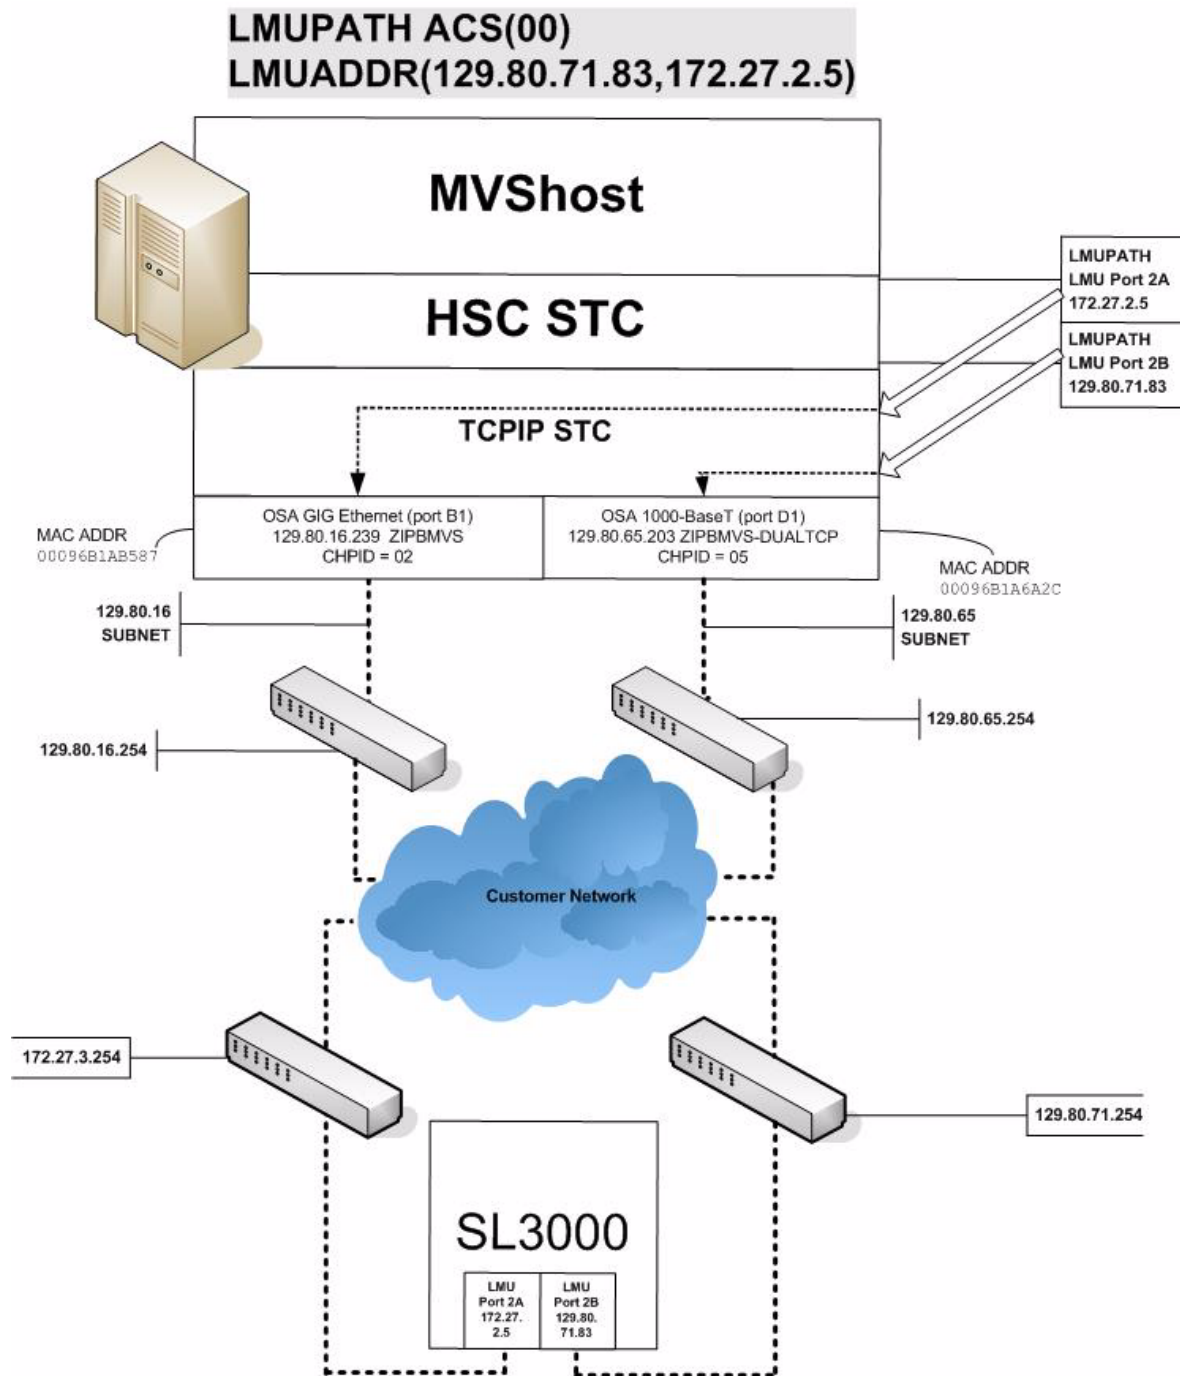 LMUPATH ACS(00)
LMUADDR(129.80.71.83,172.27.2.5)
MVShost
HSC STC
LMUPATH
LMU Port 2A
172.27.2.5
LMUPATH
LMU Port 2B
129.80.71.83
TCPIP STC
OSA GIG Ethernet (port B1)
129.80.16.239 ZIPBMVS
CHPID = 02
OSA 1000-BaseT (port D1)
129.80.65.203 ZIPBMVS-DUALTCP
CHPID = 05
MAC ADDR
00096B1AB587
MAC ADDR
00096B1A6A2C
129.80.16
SUBNET
129.80.65
SUBNET
129.80.16.254
129.80.65.254
Customer Network
172.27.3.254
129.80.71.254
SL3000
LMU
Port 2A
172.27.
2.5
LMU
Port 2B
129.80.
71.83